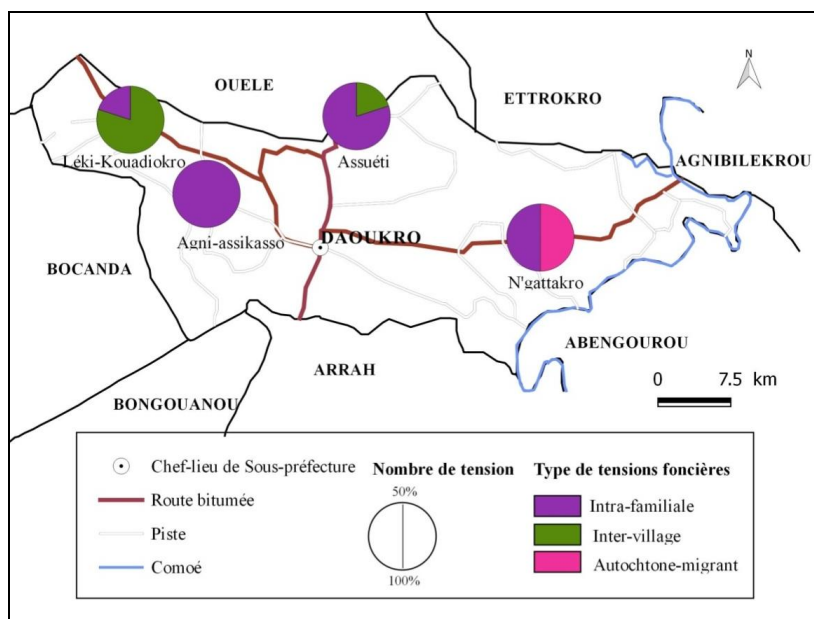 N
OUELE
ETTROKRO
AGNIBILEKROU
Léki-Kouadiokro
Assuéti
Agni-assikasso
DAOUKRO
BOCANDA
N'gattakro
ABENGOUROU
ARRAH
BONGOUANOU
0 7.5 km
Chef-lieu de Sous-préfecture
Route bitumée
Piste
Comoé
Nombre de tension
50%
100%
Type de tensions foncières
Intra-familiale
Inter-village
Autochtone-migrant